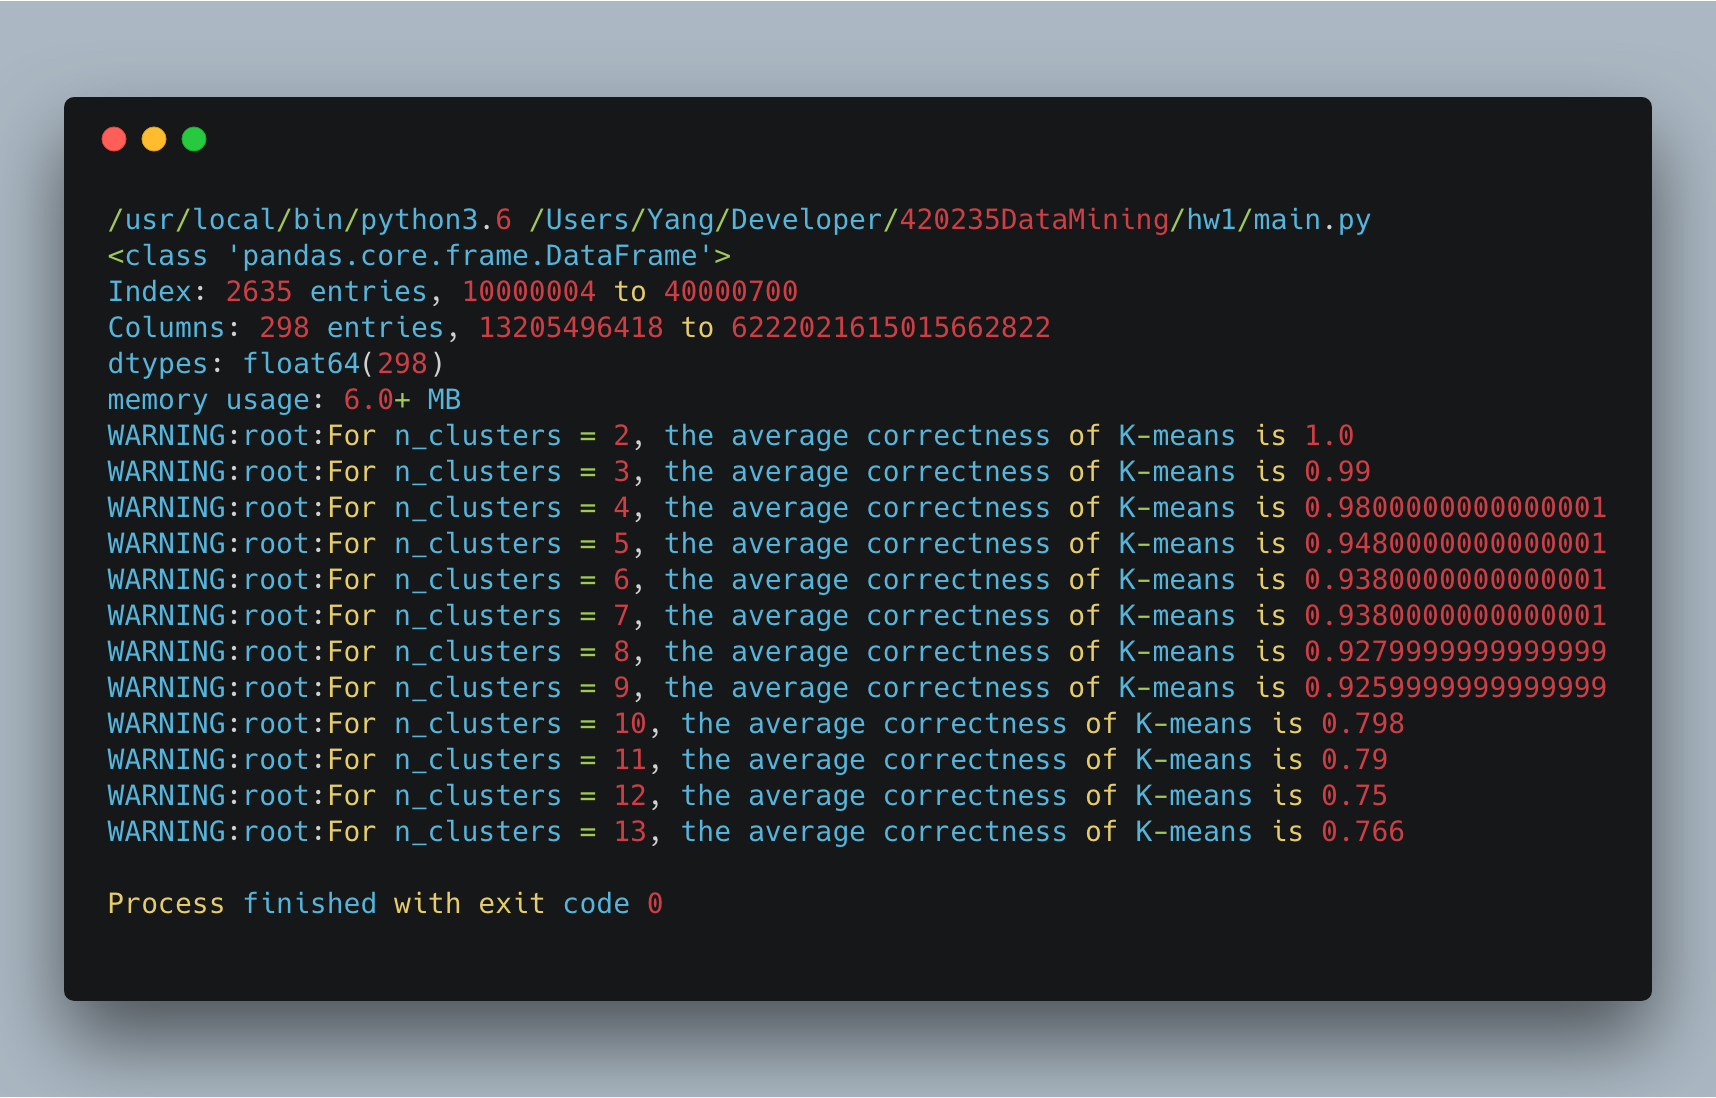 /usr/local/bin/python3.6 /Users/Yang/Developer/420235DataMining/hw1/main.py
<class 'pandas.core.frame.DataFrame'>
Index: 2635 entries, 10000004 to 40000700
Columns: 298 entries, 13205496418 to 6222021615015662822
dtypes: float64(298)
memory usage: 6.0+ MB
WARNING:root:For n_clusters = 2, the average correctness of K-means is 1.0
WARNING:root:For n_clusters = 3, the average correctness of K-means is 0.99
WARNING:root:For n_clusters = 4, the average correctness of K-means is 0.9800000000000001
WARNING:root:For n_clusters = 5, the average correctness of K-means is 0.9480000000000001
WARNING:root:For n_clusters = 6, the average correctness of K-means is 0.9380000000000001
WARNING:root:For n_clusters = 7, the average correctness of K-means is 0.9380000000000001
WARNING:root:For n_clusters = 8, the average correctness of K-means is 0.9279999999999999
WARNING:root:For n_clusters = 9, the average correctness of K-means is 0.9259999999999999
WARNING:root:For n_clusters = 10, the average correctness of K-means is 0.798
WARNING:root:For n_clusters = 11, the average correctness of K-means is 0.79
WARNING:root:For n_clusters = 12, the average correctness of K-means is 0.75
WARNING:root:For n_clusters = 13, the average correctness of K-means is 0.766
Process finished with exit code 0